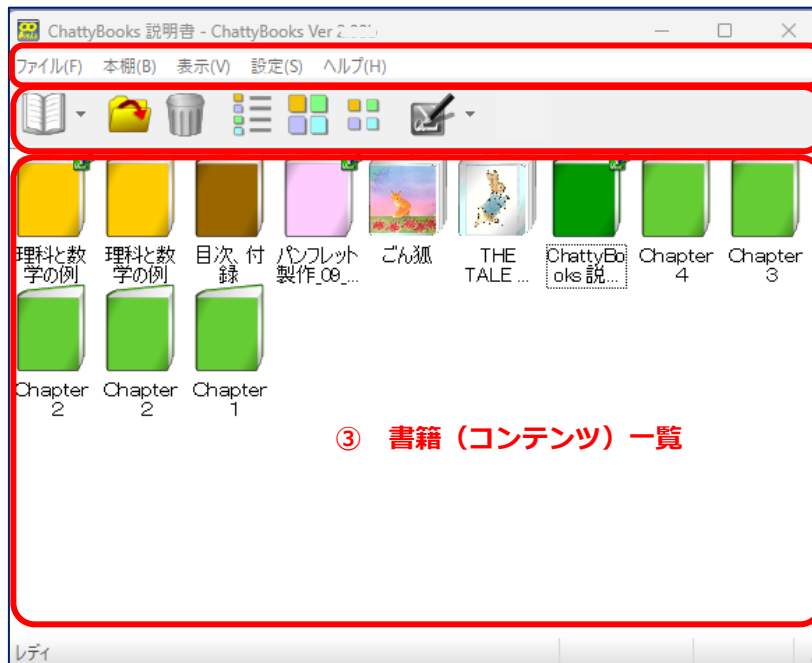 ChattyBooks 説明書 - ChattyBooks Ver
ファイル(F) 本棚(B) 表示(V) 設定(S) ヘルプ(H)
理科と数
学の例
理科と数
学の例
目次、付
録
パンフレット
製作_09_...
ごん狐
THE
TALE ...
ChattyBo
oks 説...
Chapter
4
Chapter
3
Chapter
2
Chapter
2
Chapter
1
③ 書籍（コンテンツ）一覧
レディ